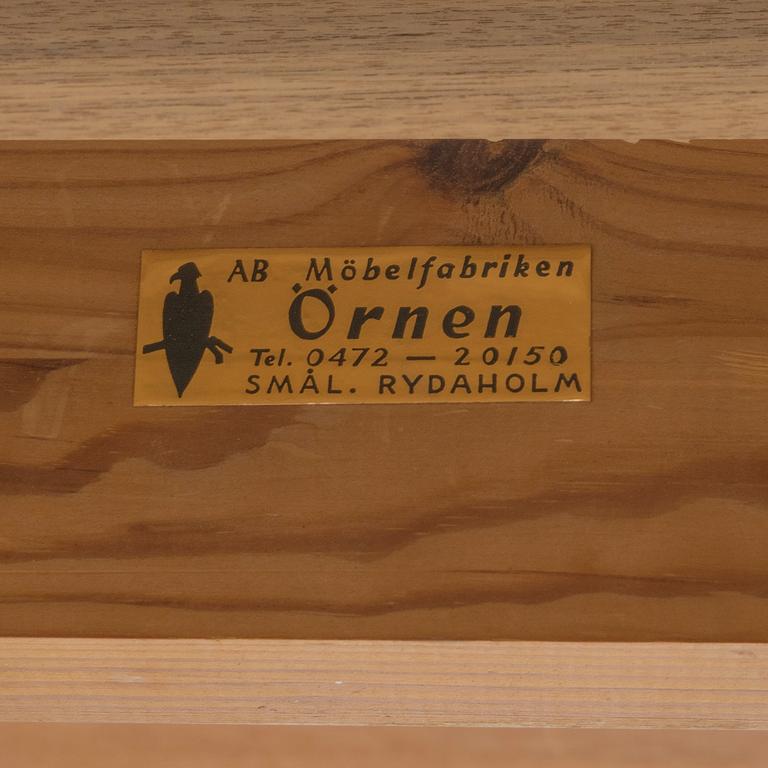 AB Möbelfabriken
Örnen
Tel. 0472 — 20150
SMÅL. RYDAHOLM